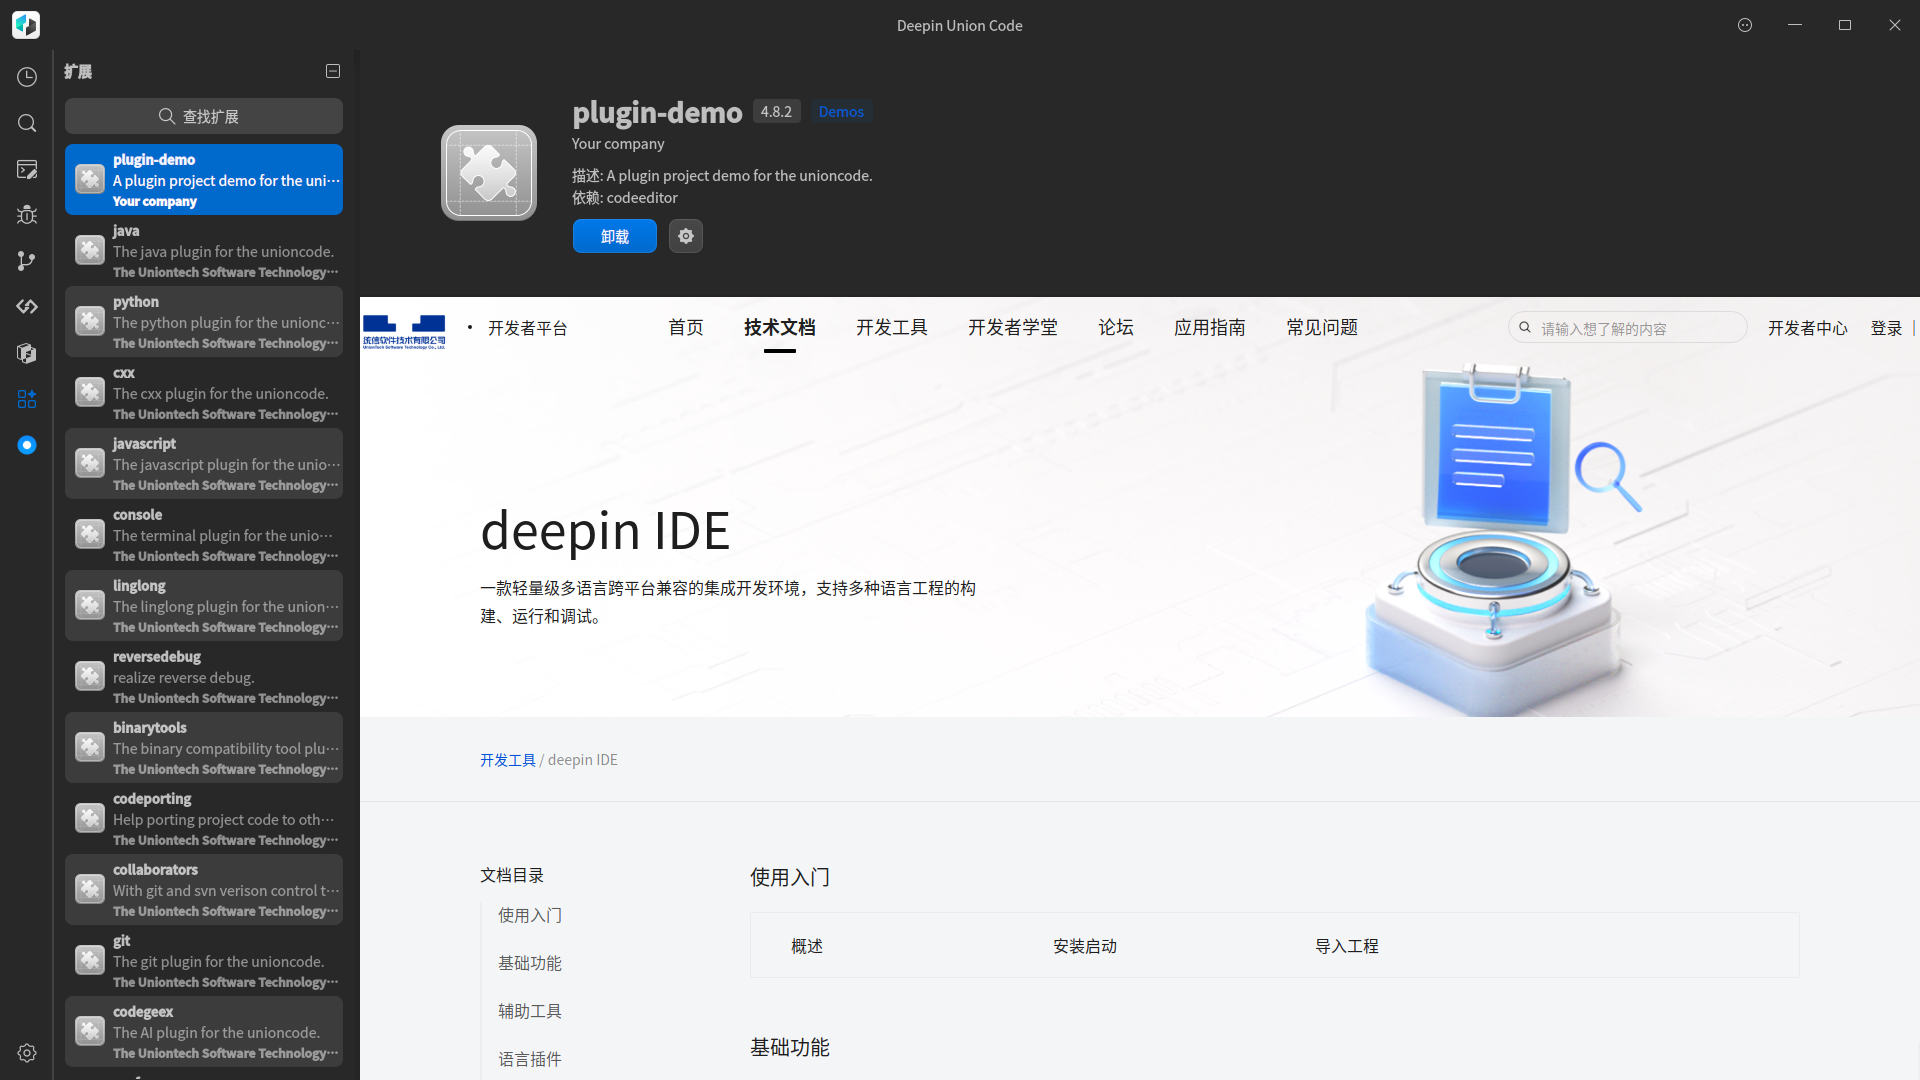 Deepin Union Code
扩展
查找扩展
plugin-demo
A plugin project demo for the uni···
Your company
java
The java plugin for the unioncode.
The Uniontech Software Technology···
python
The python plugin for the unionc···
The Uniontech Software Technology···
cxx
The cxx plugin for the unioncode.
The Uniontech Software Technology···
javascript
The javascript plugin for the unio···
The Uniontech Software Technology···
console
The terminal plugin for the unio···
The Uniontech Software Technology···
linglong
The linglong plugin for the union···
The Uniontech Software Technology···
reversedebug
realize reverse debug.
The Uniontech Software Technology···
binarytools
The binary compatibility tool plu···
The Uniontech Software Technology···
codeporting
Help porting project code to oth···
The Uniontech Software Technology···
collaborators
With git and svn verison control t···
The Uniontech Software Technology···
git
The git plugin for the unioncode.
The Uniontech Software Technology···
codegeex
The AI plugin for the unioncode.
The Uniontech Software Technology···
plugin-demo 4.8.2 Demos
Your company
描述: A plugin project demo for the unioncode.
依赖: codeeditor
卸载
统信软件技术有限公司
UnionTech Software Technology Co., Ltd.
· 开发者平台 首页 技术文档 开发工具 开发者学堂 论坛 应用指南 常见问题 请输入想了解的内容 开发者中心 登录 |
deepin IDE
一款轻量级多语言跨平台兼容的集成开发环境，支持多种语言工程的构
建、运行和调试。
开发工具 / deepin IDE
文档目录
使用入门
基础功能
辅助工具
语言插件
使用入门
概述 安装启动 导入工程
基础功能